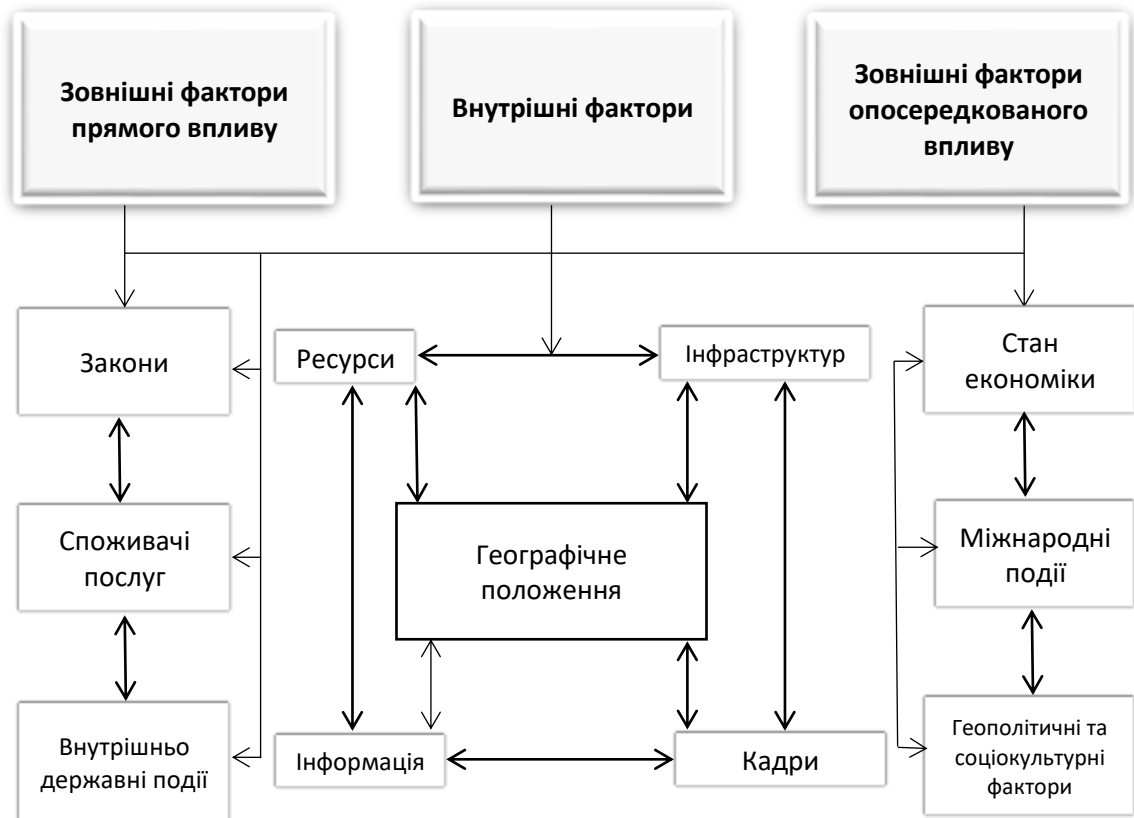 Зовнішні фактори
прямого впливу
Внутрішні фактори
Зовнішні фактори
опосередкованого
впливу
Закони
Ресурси
Інфраструктур
Стан
економіки
Споживачі
послуг
Географічне
положення
Міжнародні
події
Внутрішньо
державні події
Інформація
Кадри
Геополітичні та
соціокультурні
фактори